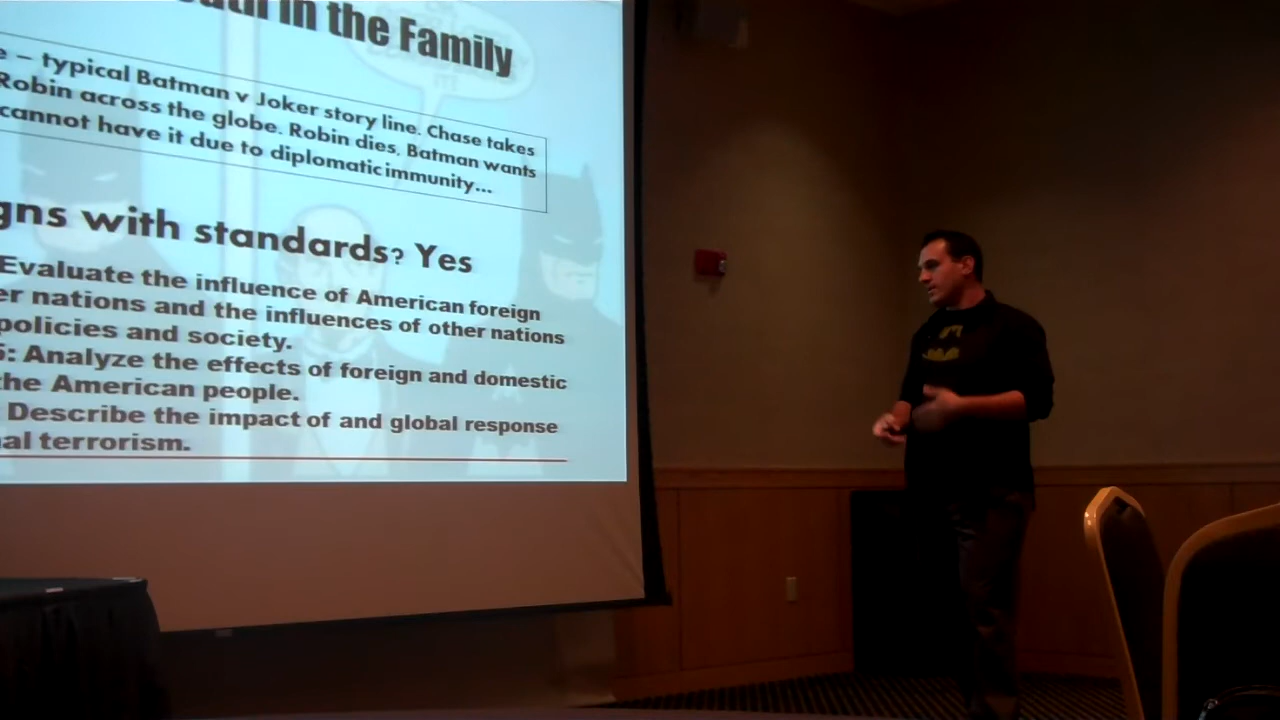 in the Family
– typical Batman v Joker story line. Chase takes
Robin across the globe. Robin dies, Batman wants
cannot have it due to diplomatic immunity...
gns with standards? Yes
Evaluate the influence of American foreign
er nations and the influences of other nations
policies and society.
5: Analyze the effects of foreign and domestic
the American people.
Describe the impact of and global response
al terrorism.